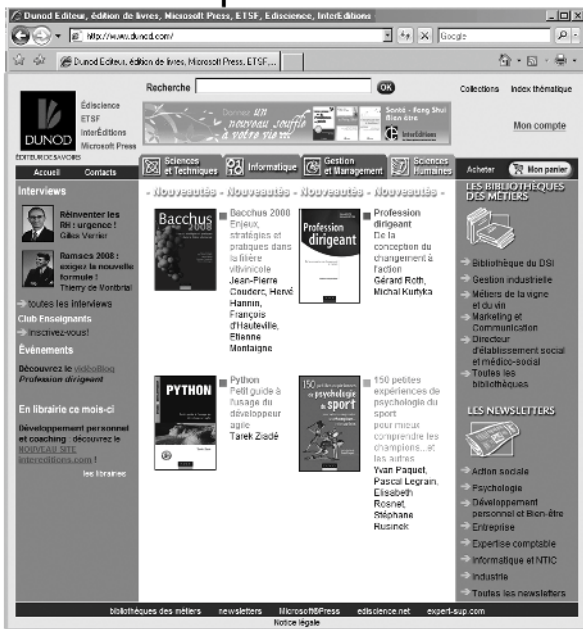 Dunod Editeur, édition de livres, Microsoft Press, ETSF, Ediscience, InterEditions
http://www.dunod.com/
Google
Dunod Editeur, édition de livres, Microsoft Press, ETSF,...
Recherche
OK
Collections
Index thématique
DUNOD
ÉDITEUR DE SAVOIRS
Édiscience
ETSF
InterÉditions
Microsoft Press
Donnez un
nouveau souffle
à votre vie !!!
Santé - Feng Shui
Bien être
InterEditions
Mon compte
Accueil
Contacts
Sciences
et Techniques
Informatique
Gestion
et Management
Sciences
Humaines
Acheter
Mon panier
Interviews
Réinventer les
RH : urgence !
Gilles Verrier
Ramses 2008 :
exigez la nouvelle
formule !
Thierry de Montbrial
toutes les interviews
Club Enseignants
Inscrivez-vous!
Événements
Découvrez le vidéoBlog
Profession dirigeant
En librairie ce mois-ci
Développement personnel
et coaching : découvrez le
NOUVEAU SITE
intereditions.com !
les libraires
- Nouveautés - Nouveautés - Nouveautés - Nouveautés -
Bacchus
2008
Bacchus 2008
Enjeux,
stratégies et
pratiques dans
la filière
vitivinicole
Jean-Pierre
Couderc, Hervé
Hannin,
François
d'Hauteville,
Etienne
Montaigne
Profession
dirigeant
Profession
dirigeant
De la
conception du
changement à
l'action
Gérard Roth,
Michal Kurtyka
PYTHON
Python
Petit guide à
l'usage du
développeur
agile
Tarek Ziadé
150 petites
expériences de
psychologie du
sport
150 petites
expériences de
psychologie du
sport
pour mieux
comprendre les
champions... et
les autres
Yvan Paquet,
Pascal Legrain,
Elisabeth
Rosnet,
Stéphane
Rusinek
LES BIBLIOTHÈQUES
DES MÉTIERS
Bibliothèque du DSI
Gestion industrielle
Métiers de la vigne
et du vin
Marketing et
Communication
Directeur
d'établissement social
et médico-social
Toutes les
bibliothèques
LES NEWSLETTERS
Action sociale
Psychologie
Développement
personnel et Bien-être
Entreprise
Expertise comptable
Informatique et NTIC
Industrie
Toutes les newsletters
bibliothèques des métiers
newsletters
Microsoft®Press
ediscience.net
expert-sup.com
Notice légale